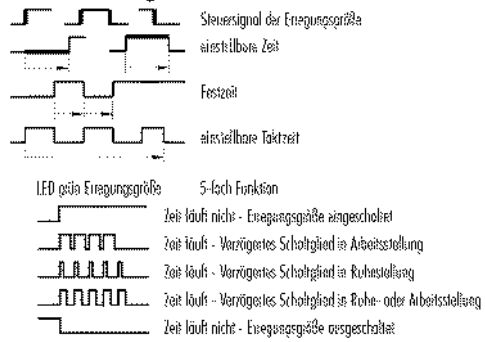 Steuersignal der Erregungsgröße
einstellbare Zeit
Festzeit
einstellbare Taktzeit
LED grün Erregungsgröße 5-fach Funktion
Zeit läuft nicht - Erregungsgröße eingeschaltet
Zeit läuft - Verzögertes Schaltglied in Arbeitsstellung
Zeit läuft - Verzögertes Schaltglied in Ruhestellung
Zeit läuft - Verzögertes Schaltglied in Ruhe- oder Arbeitsstellung
Zeit läuft nicht - Erregungsgröße ausgeschaltet